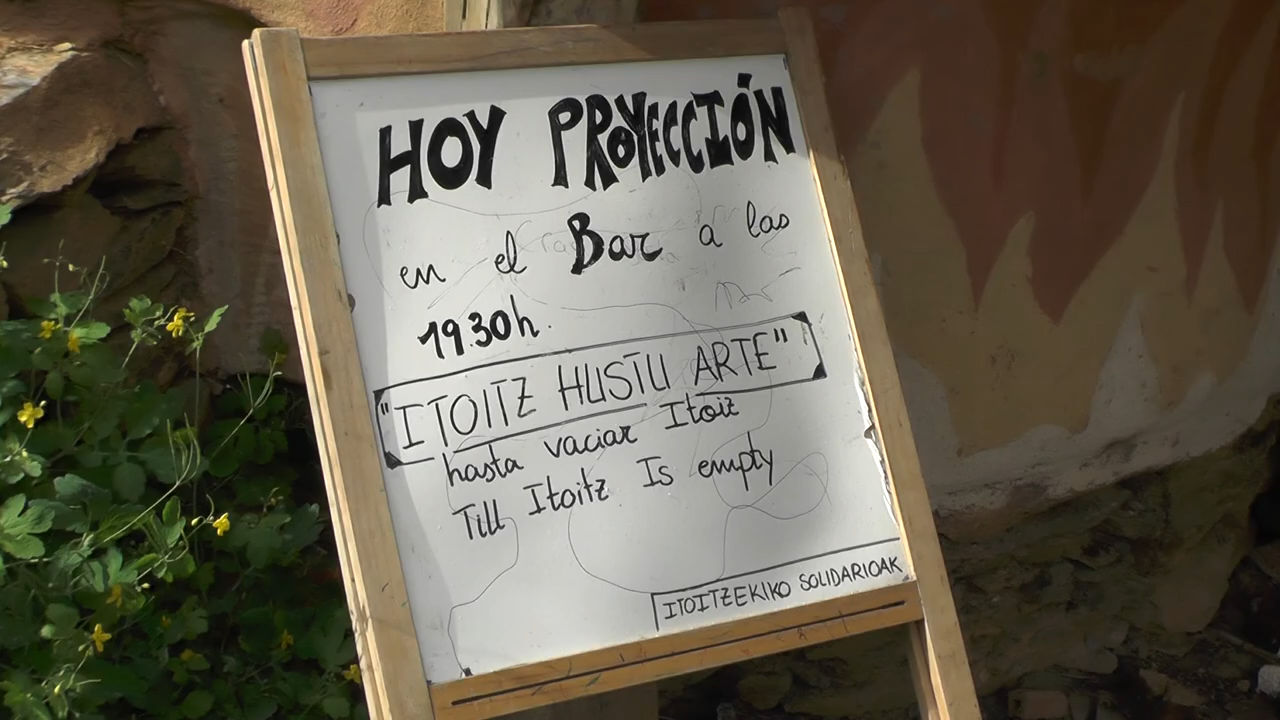 HOY PROYECCIÓN
en el Bar a las
19:30h.
"ITOITZ HUSTU ARTE"
hasta vaciar Itoiz
Till Itoitz Is empty
ITOITZEKIKO SOLIDARIOAK